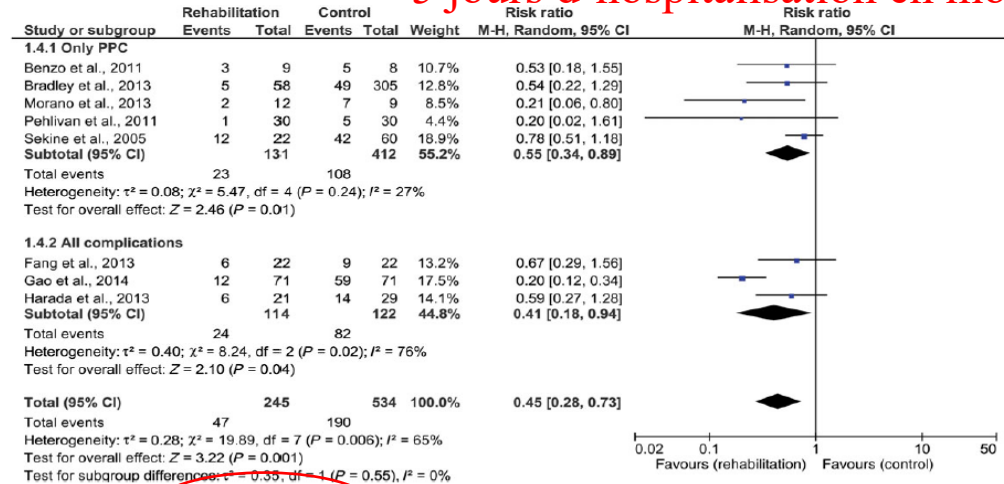 5 jours d'hospitalisation en
Rehabilitation Control Risk ratio Risk ratio
Study or subgroup Events Total Events Total Weight M-H, Random, 95% CI M-H, Random, 95% CI
1.4.1 Only PPC
Benzo et al., 2011 3 9 5 8 10.7% 0.53 [0.18, 1.55]
Bradley et al., 2013 5 58 49 305 12.8% 0.54 [0.22, 1.29]
Morano et al., 2013 2 12 7 9 8.5% 0.21 [0.06, 0.80]
Pehlivan et al., 2011 1 30 5 30 4.4% 0.20 [0.02, 1.61]
Sekine et al., 2005 12 22 42 60 18.9% 0.78 [0.51, 1.18]
Subtotal (95% CI) 131 412 55.2% 0.55 [0.34, 0.89]
Total events 23 108
Heterogeneity: τ² = 0.08; χ² = 5.47, df = 4 (P = 0.24); I² = 27%
Test for overall effect: Z = 2.46 (P = 0.01)
1.4.2 All complications
Fang et al., 2013 6 22 9 22 13.2% 0.67 [0.29, 1.56]
Gao et al., 2014 12 71 59 71 17.5% 0.20 [0.12, 0.34]
Harada et al., 2013 6 21 14 29 14.1% 0.59 [0.27, 1.28]
Subtotal (95% CI) 114 122 44.8% 0.41 [0.18, 0.94]
Total events 24 82
Heterogeneity: τ² = 0.40; χ² = 8.24, df = 2 (P = 0.02); I² = 76%
Test for overall effect: Z = 2.10 (P = 0.04)
Total (95% CI) 245 534 100.0% 0.45 [0.28, 0.73]
Total events 47 190
Heterogeneity: τ² = 0.28; χ² = 19.89, df = 7 (P = 0.006); I² = 65%
Test for overall effect: Z = 3.22 (P = 0.001)
Test for subgroup differences: τ² = 0.35, df = 1 (P = 0.55), I² = 0%
0.02 0.1 1 10 50
Favours (rehabilitation) Favours (control)